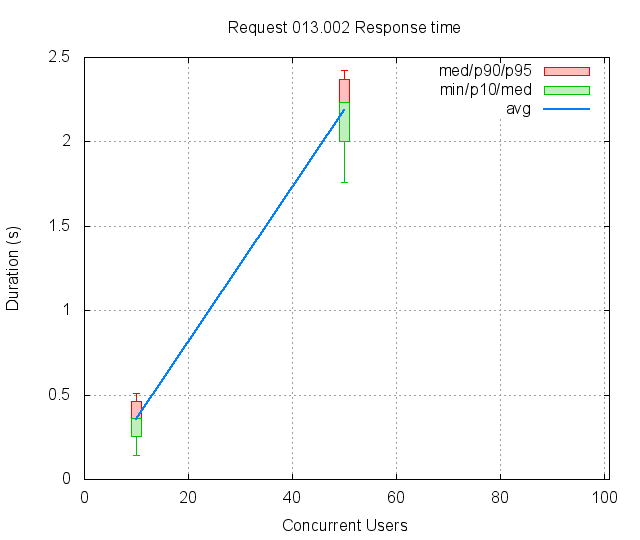 Request 013.002 Response time
2.5
2
1.5
1
0.5
0
Duration (s)
med/p90/p95
min/p10/med
avg
0 20 40 60 80 100
Concurrent Users